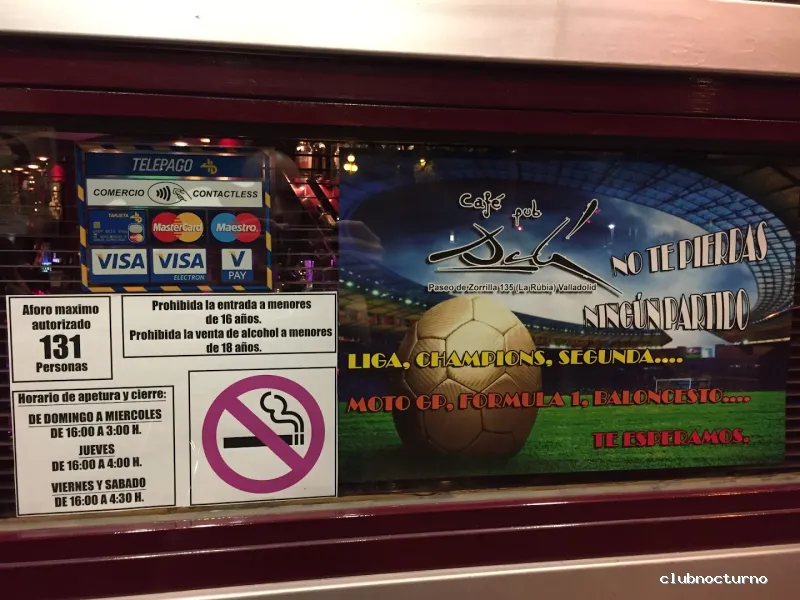 TELEPAGO
COMERCIO
CONTACTLESS
TARJETA
MasterCard
Maestro
VISA
VISA
ELECTRON
V
PAY
Aforo maximo
autorizado
131
Personas
Prohibida la entrada a menores
de 16 años.
Prohibida la venta de alcohol a menores
de 18 años.
Horario de apetura y cierre:
DE DOMINGO A MIERCOLES
DE 16:00 A 3:00 H.
JUEVES
DE 16:00 A 4:00 H.
VIERNES Y SABADO
DE 16:00 A 4:30 H.
Café pub
Paseo de Zorrilla 135 (La Rubia) Valladolid
NO TE PIERDAS
NINGÚN PARTIDO
LIGA, CHAMPIONS, SEGUNDA....
MOTO GP, FORMULA 1, BALONCESTO....
TE ESPERAMOS.
clubnocturno